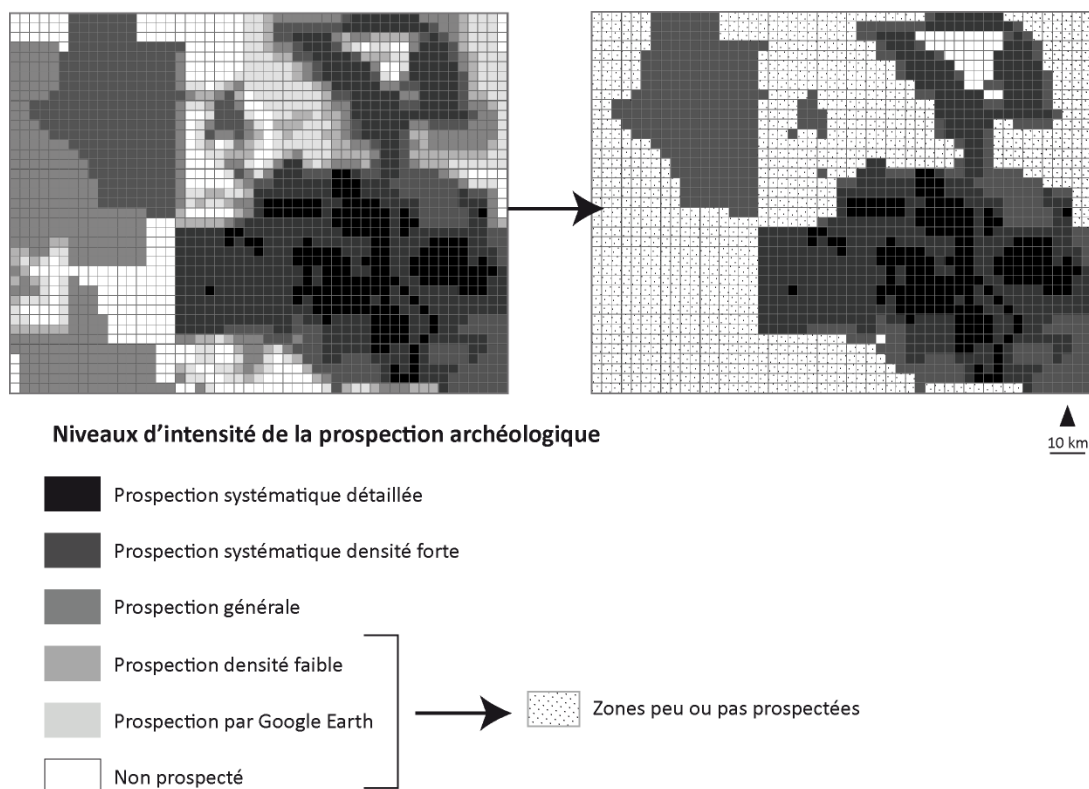 10 km
Niveaux d'intensité de la prospection archéologique
Prospection systématique détaillée
Prospection systématique densité forte
Prospection générale
Prospection densité faible
Prospection par Google Earth
Zones peu ou pas prospectées
Non prospecté